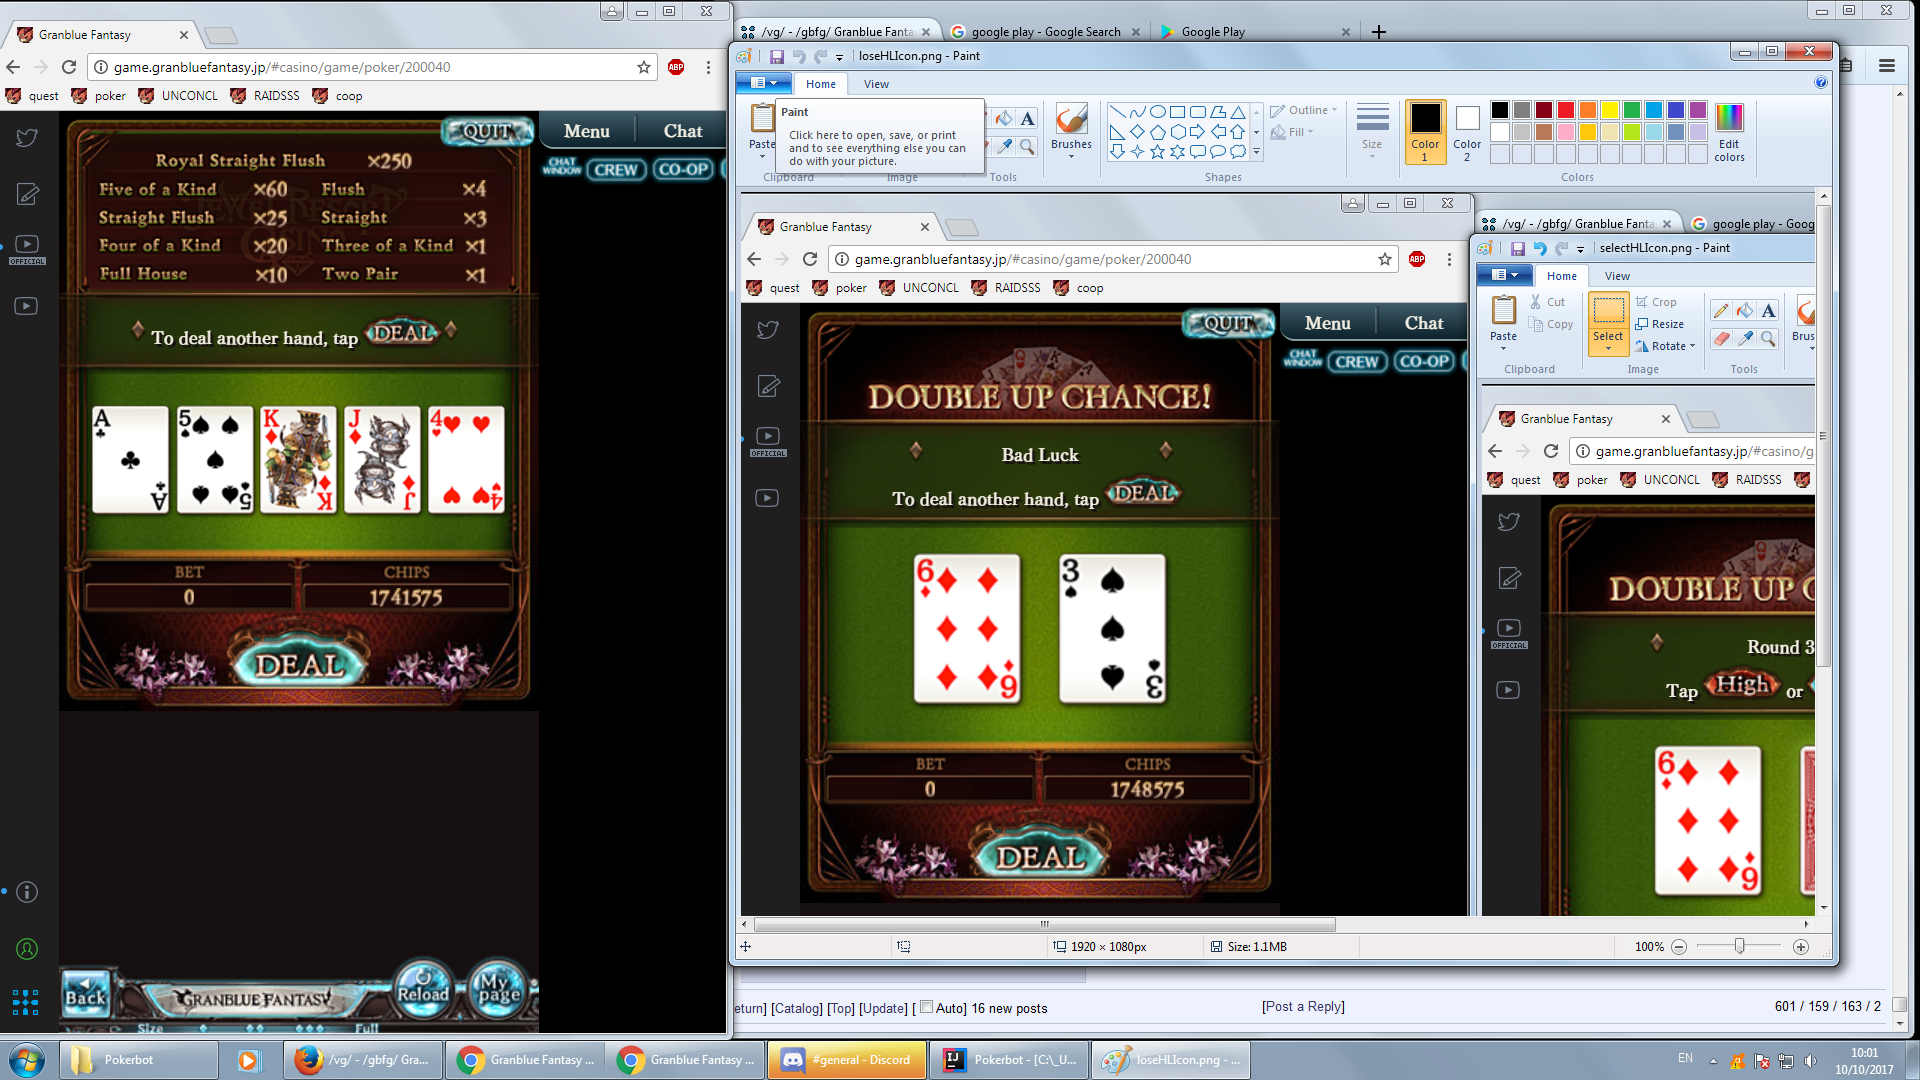 Granblue Fantasy
game.granbluefantasy.jp/#casino/game/poker/200040
ABP
quest poker UNCONCL RAIDSSS coop
OFFICIAL
QUIT Menu Chat
CHAT WINDOW CREW CO-OP
Royal Straight Flush ×250
Five of a Kind ×60 Flush ×4
Straight Flush ×25 Straight ×3
Four of a Kind ×20 Three of a Kind ×1
Full House ×10 Two Pair ×1
To deal another hand, tap DEAL
A 5 K J 4
A 5 K J 4
BET CHIPS
0 1741575
DEAL
Back GRANBLUE FANTASY Reload My page
Size Full
/vg/ - /gbfg/ Granblue Fanta
google play - Google Search
Google Play
loseHLIcon.png - Paint
Home View
Paint
Click here to open, save, or print
and to see everything else you can
do with your picture.
Paste
Clipboard
Image
A
Tools
Brushes
Outline
Fill
Shapes
Size
Color 1
Color 2
Edit colors
Colors
Granblue Fantasy
game.granbluefantasy.jp/#casino/game/poker/200040
ABP
quest poker UNCONCL RAIDSSS coop
OFFICIAL
QUIT Menu Chat
CHAT WINDOW CREW CO-OP
DOUBLE UP CHANCE!
Bad Luck
To deal another hand, tap DEAL
6 3
6 3
BET CHIPS
0 1748575
DEAL
/vg/ - /gbfg/ Granblue Fanta
google play - Goog
selectHLIcon.png - Paint
Home View
Paste
Cut
Copy
Clipboard
Select
Crop
Resize
Rotate
Image
A
Tools
Brus
Granblue Fantasy
game.granbluefantasy.jp/#casino/g
quest poker UNCONCL RAIDSSS
OFFICIAL
DOUBLE UP C
Round 3
Tap High or
6
6
1920 × 1080px
Size: 1.1MB
100%
eturn] [Catalog] [Top] [Update] [ Auto] 16 new posts
[Post a Reply]
601 / 159 / 163 / 2
Pokerbot
/vg/ - /gbfg/ Gra...
Granblue Fantasy ...
Granblue Fantasy ...
#general - Discord
Pokerbot - [C:\_U...
loseHLIcon.png - ...
EN
10:01
10/10/2017